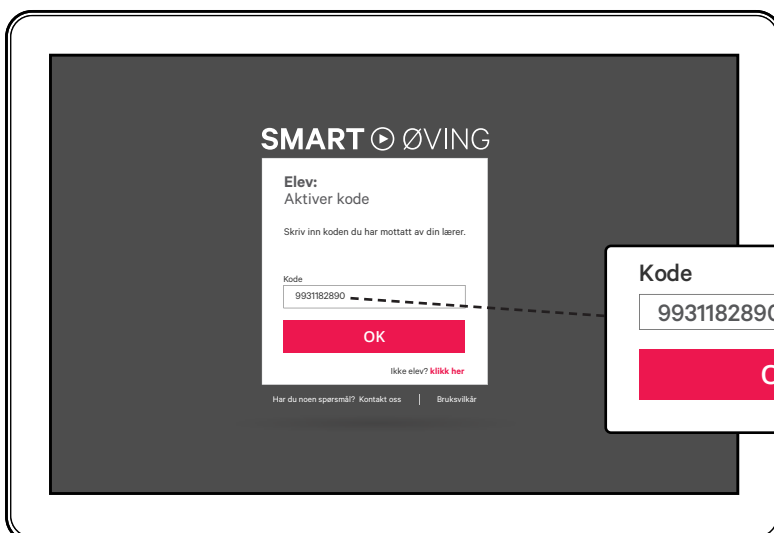 SMART ØVING
Elev:
Aktiver kode
Skriv inn koden du har mottatt av din lærer.
Kode
9931182890
OK
Ikke elev? klikk her
Har du noen spørsmål? Kontakt oss | Bruksvilkår
Kode
9931182890